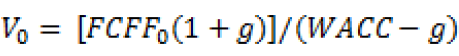 V₀ = [FCFF₀(1 + g)]/(WACC − g)